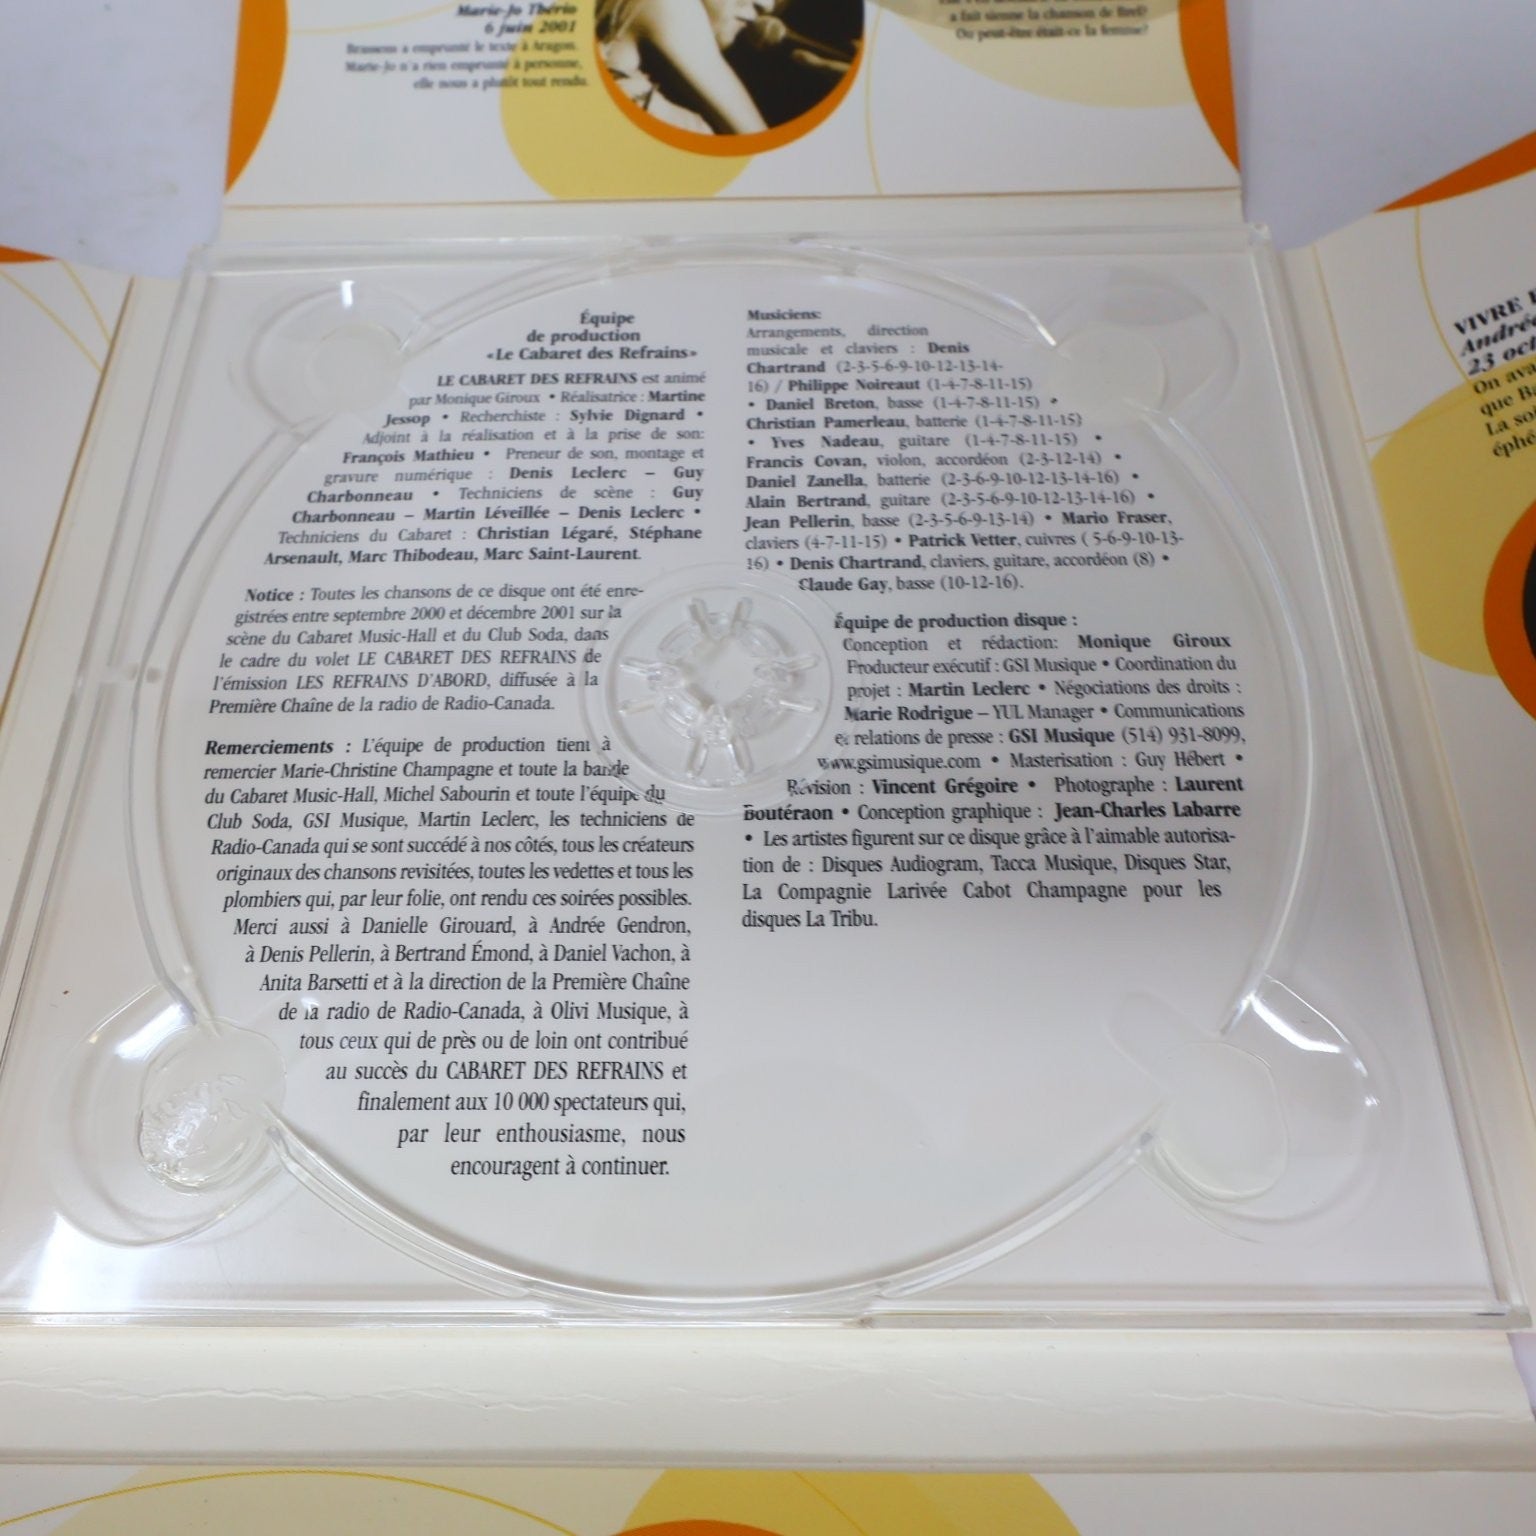 Marie-Jo Thério
6 juin 2001
Brassens a emprunté le texte à Aragon.
Marie-Jo n'a rien emprunté à personne,
elle nous a plutôt tout rendu.
a fait sienne la chanson de Brel?
Ou peut-être était-ce la femme?
Équipe
de production
«Le Cabaret des Refrains»
LE CABARET DES REFRAINS est animé
par Monique Giroux • Réalisatrice : Martine
Jessop • Recherchiste : Sylvie Dignard •
Adjoint à la réalisation et à la prise de son:
François Mathieu • Preneur de son, montage et
gravure numérique : Denis Leclerc – Guy
Charbonneau • Techniciens de scène : Guy
Charbonneau – Martin Léveillée – Denis Leclerc •
Techniciens du Cabaret : Christian Légaré, Stéphane
Arsenault, Marc Thibodeau, Marc Saint-Laurent.
Notice : Toutes les chansons de ce disque ont été enre-
gistrées entre septembre 2000 et décembre 2001 sur la
scène du Cabaret Music-Hall et du Club Soda, dans
le cadre du volet LE CABARET DES REFRAINS de
l'émission LES REFRAINS D'ABORD, diffusée à la
Première Chaîne de la radio de Radio-Canada.
Remerciements : L'équipe de production tient à
remercier Marie-Christine Champagne et toute la bande
du Cabaret Music-Hall, Michel Sabourin et toute l'équipe du
Club Soda, GSI Musique, Martin Leclerc, les techniciens de
Radio-Canada qui se sont succédé à nos côtés, tous les créateurs
originaux des chansons revisitées, toutes les vedettes et tous les
plombiers qui, par leur folie, ont rendu ces soirées possibles.
Merci aussi à Danielle Girouard, à Andrée Gendron,
à Denis Pellerin, à Bertrand Émond, à Daniel Vachon, à
Anita Barsetti et à la direction de la Première Chaîne
de la radio de Radio-Canada, à Olivi Musique, à
tous ceux qui de près ou de loin ont contribué
au succès du CABARET DES REFRAINS et
finalement aux 10 000 spectateurs qui,
par leur enthousiasme, nous
encouragent à continuer.
Musiciens:
Arrangements, direction
musicale et claviers : Denis
Chartrand (2-3-5-6-9-10-12-13-14-
16) / Philippe Noireaut (1-4-7-8-11-15)
• Daniel Breton, basse (1-4-7-8-11-15) •
Christian Pamerleau, batterie (1-4-7-8-11-15)
• Yves Nadeau, guitare (1-4-7-8-11-15) •
Francis Covan, violon, accordéon (2-3-12-14) •
Daniel Zanella, batterie (2-3-6-9-10-12-13-14-16) •
Alain Bertrand, guitare (2-3-5-6-9-10-12-13-14-16) •
Jean Pellerin, basse (2-3-5-6-9-13-14) • Mario Fraser,
claviers (4-7-11-15) • Patrick Vetter, cuivres ( 5-6-9-10-13-
16) • Denis Chartrand, claviers, guitare, accordéon (8) •
Claude Gay, basse (10-12-16).
Équipe de production disque :
Conception et rédaction: Monique Giroux
Producteur exécutif : GSI Musique • Coordination du
projet : Martin Leclerc • Négociations des droits :
Marie Rodrigue – YUL Manager • Communications
et relations de presse : GSI Musique (514) 931-8099,
www.gsimusique.com • Masterisation : Guy Hébert •
Révision : Vincent Grégoire • Photographe : Laurent
Boutéraon • Conception graphique : Jean-Charles Labarre
• Les artistes figurent sur ce disque grâce à l'aimable autorisa-
tion de : Disques Audiogram, Tacca Musique, Disques Star,
La Compagnie Larivée Cabot Champagne pour les
disques La Tribu.
VIVRE
Andrée
23 oct
On ava
que Ba
La so
éphé